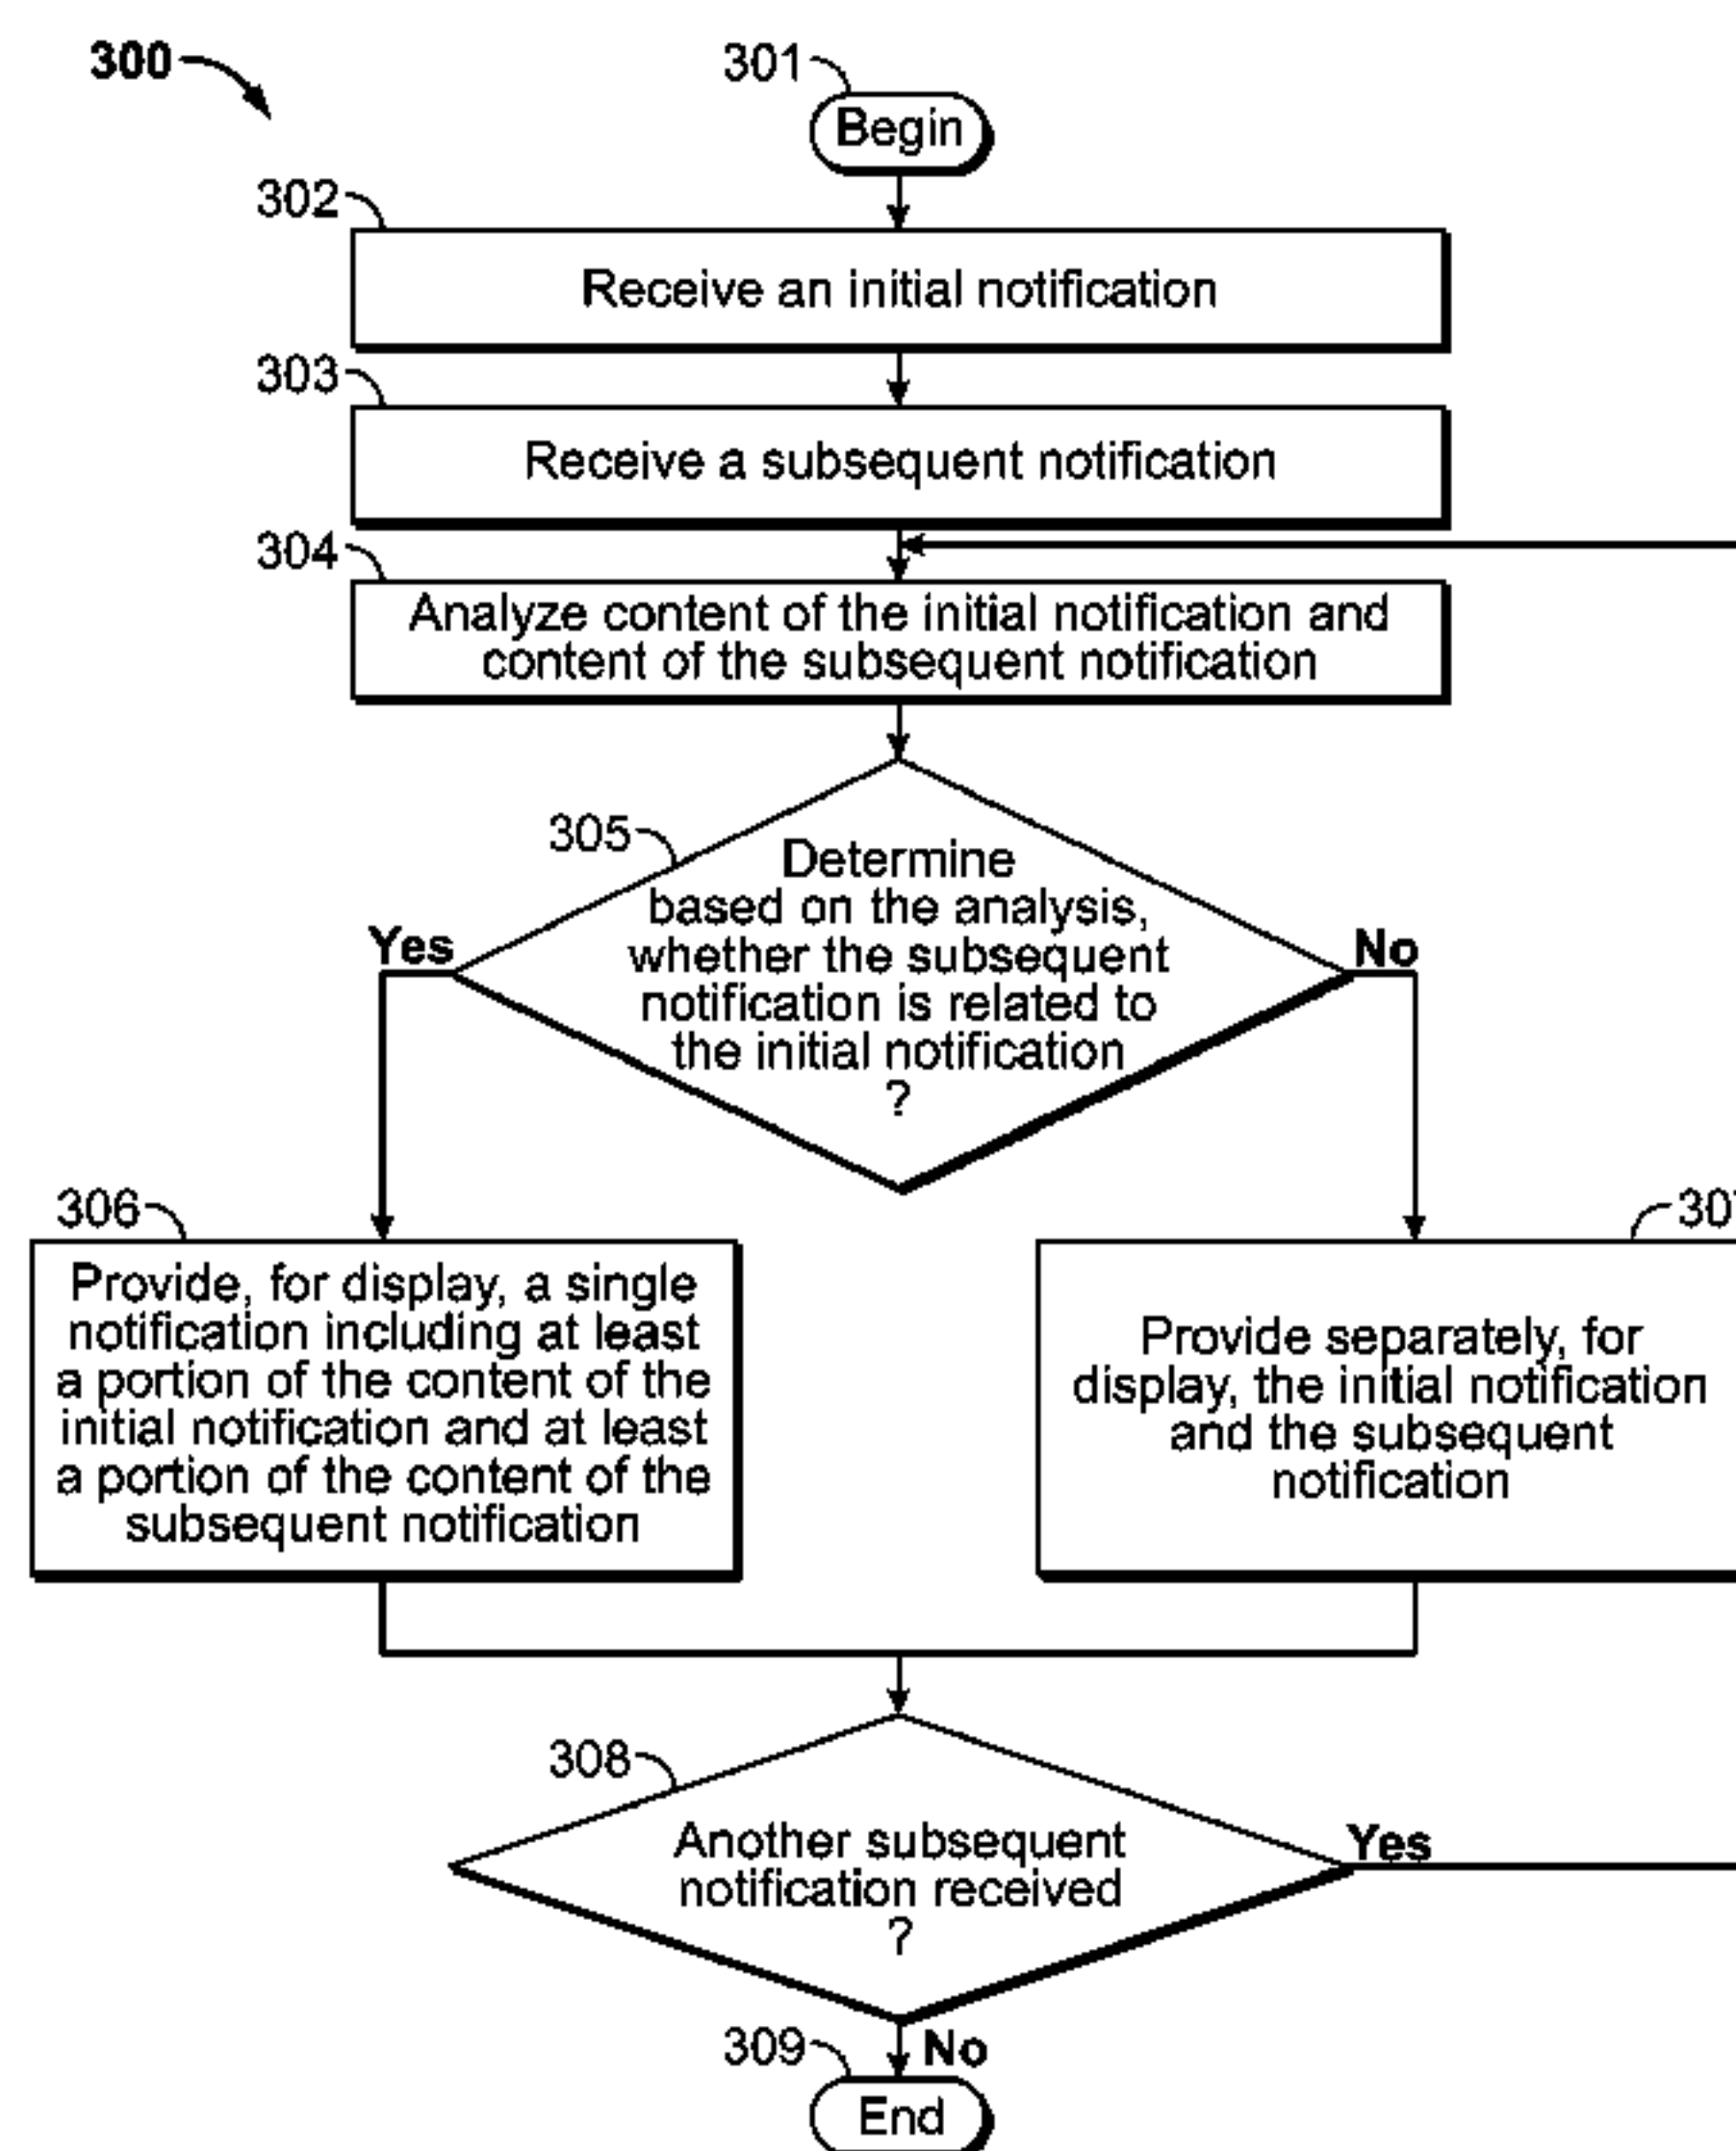 300
301
Begin
302
Receive an initial notification
303
Receive a subsequent notification
304
Analyze content of the initial notification and
content of the subsequent notification
305
Determine
based on the analysis,
whether the subsequent
notification is related to
the initial notification
?
Yes
No
306
Provide, for display, a single
notification including at least
a portion of the content of the
initial notification and at least
a portion of the content of the
subsequent notification
Provide separately, for
display, the initial notification
and the subsequent
notification
308
Another subsequent
notification received
?
Yes
No
309
End